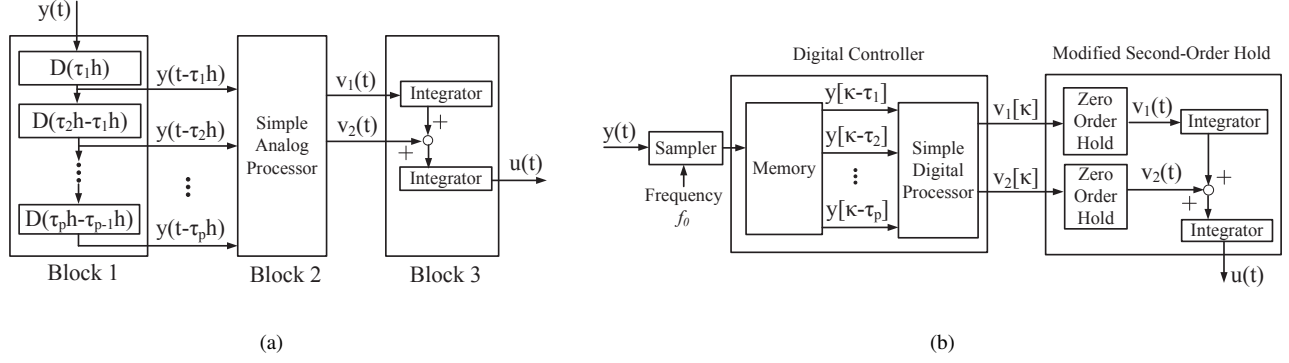 y(t)
D(τ₁h)
D(τ₂h-τ₁h)
D(τₚh-τₚ₋₁h)
Block 1
y(t-τ₁h)
y(t-τ₂h)
y(t-τₚh)
Simple
Analog
Processor
Block 2
v₁(t)
v₂(t)
Integrator
+
+
Integrator
Block 3
u(t)
(a)
Digital Controller
Modified Second-Order Hold
y(t)
Sampler
Frequency
f₀
Memory
y[κ-τ₁]
y[κ-τ₂]
y[κ-τₚ]
Simple
Digital
Processor
v₁[κ]
v₂[κ]
Zero
Order
Hold
v₁(t)
Integrator
Zero
Order
Hold
v₂(t)
+
+
Integrator
u(t)
(b)